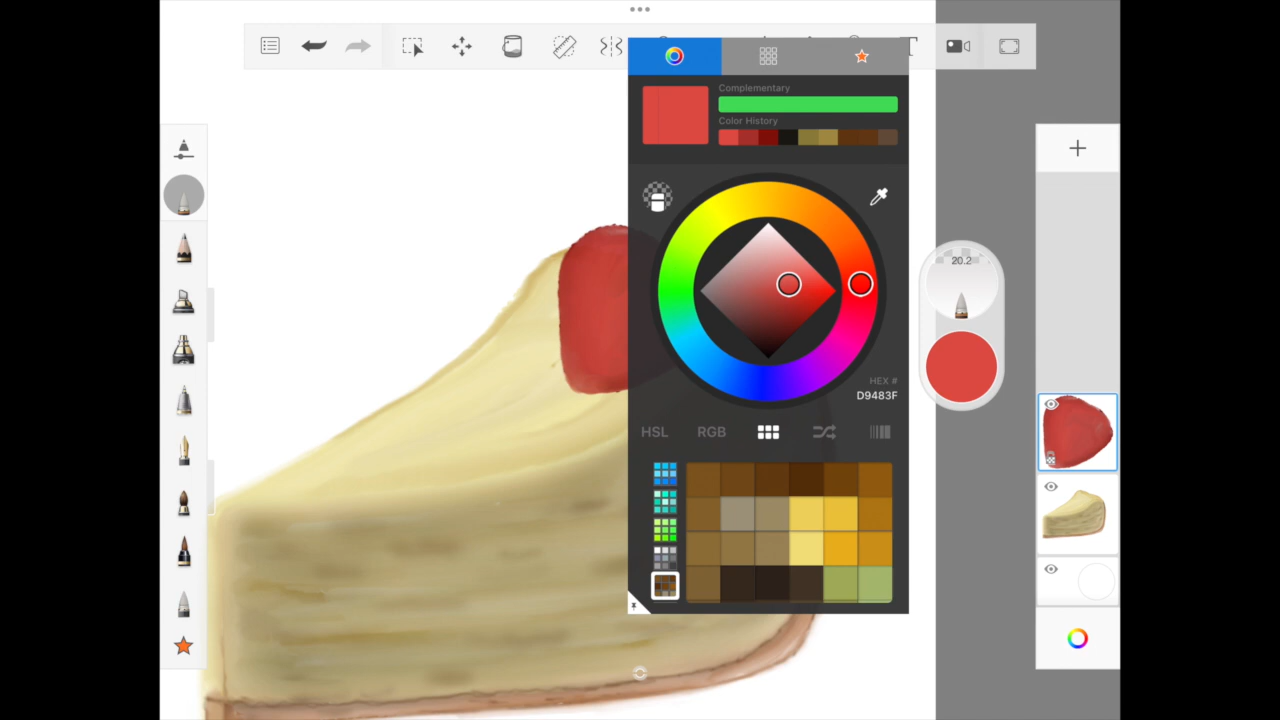 T
Complementary
Color History
20.2
HEX #
D9483F
HSL
RGB